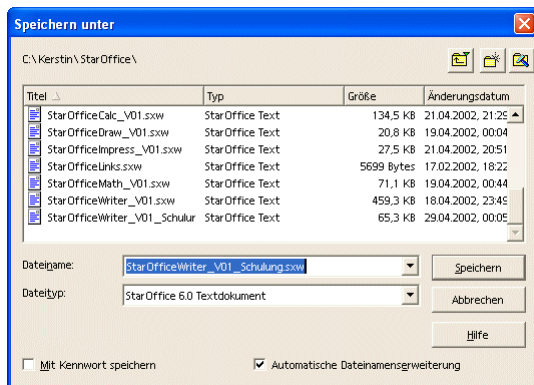 Speichern unter
C:\Kerstin\StarOffice\
Titel Typ Größe Änderungsdatum
StarOfficeCalc_V01.sxw StarOffice Text 134,5 KB 21.04.2002, 21:29
StarOfficeDraw_V01.sxw StarOffice Text 20,8 KB 19.04.2002, 00:04
StarOfficeImpress_V01.sxw StarOffice Text 27,5 KB 21.04.2002, 20:51
StarOfficeLinks.sxw StarOffice Text 5699 Bytes 17.02.2002, 18:22
StarOfficeMath_V01.sxw StarOffice Text 71,1 KB 19.04.2002, 00:44
StarOfficeWriter_V01.sxw StarOffice Text 459,3 KB 18.04.2002, 23:49
StarOfficeWriter_V01_Schulur StarOffice Text 65,3 KB 29.04.2002, 00:05
Dateiname: StarOfficeWriter_V01_Schulung.sxw Speichern
Dateityp: StarOffice 6.0 Textdokument Abbrechen
Hilfe
Mit Kennwort speichern Automatische Dateinamenserweiterung